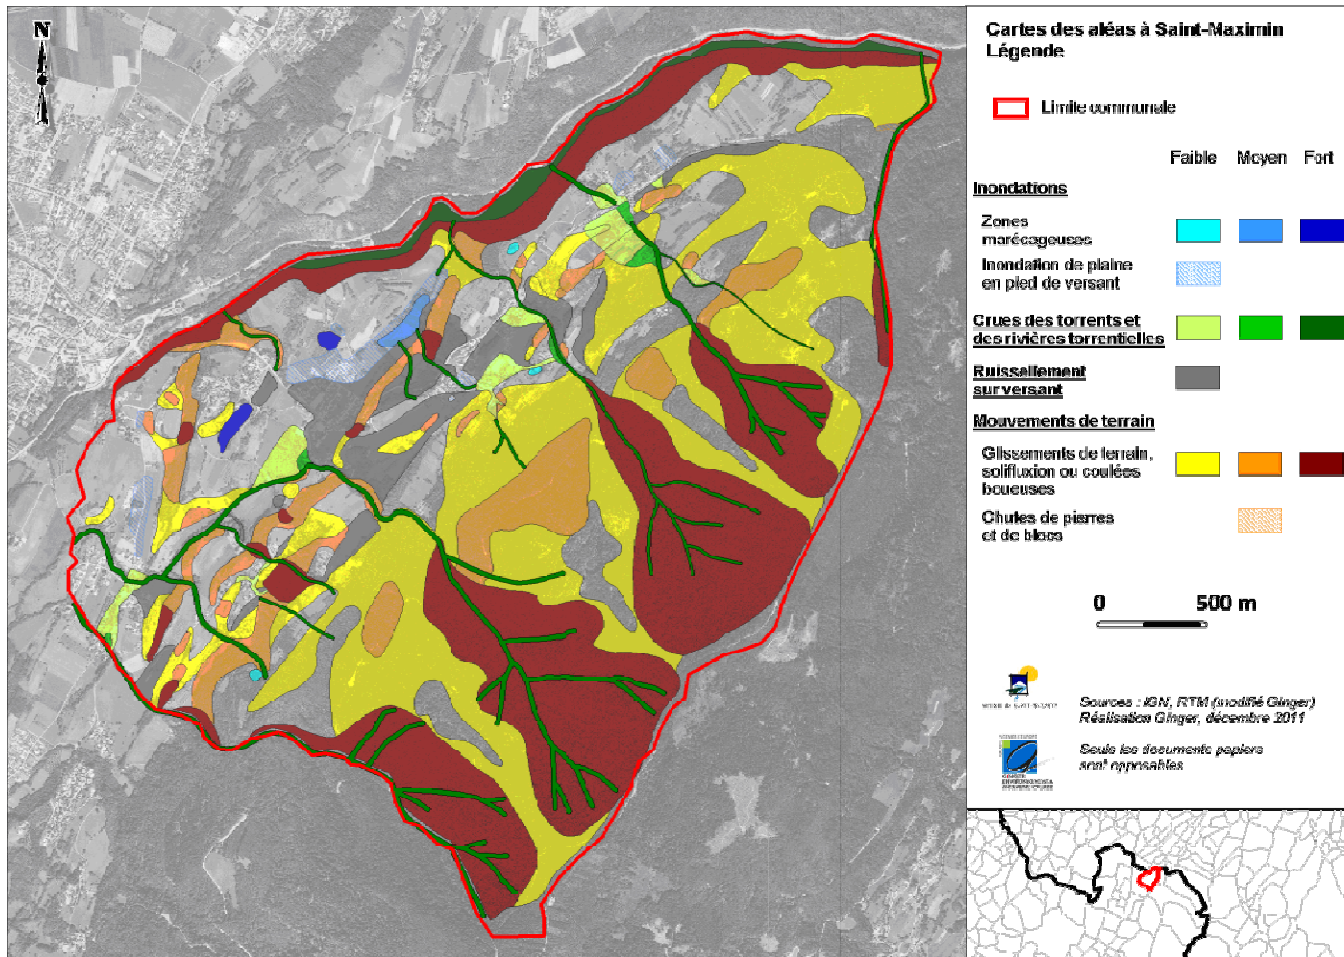 N
Cartes des aléas à Saint-Maximin
Légende
Limite communale
Faible Moyen Fort
Inondations
Zones
marécageuses
Inondation de plaine
en pied de versant
Crues des torrents et
des rivières torrentielles
Ruissellement
sur versant
Mouvements de terrain
Glissements de terrain,
solifluxion ou coulées
boueuses
Chutes de pierres
et de blocs
0 500 m
Sources : IGN, RTM (modifié Ginger)
Réalisation Ginger, décembre 2011
Seuls les documents papiers
sont opposables